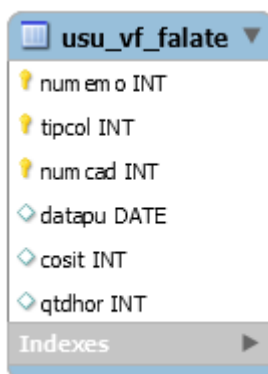 usu_vf_falate
numemo INT
tipcol INT
numcad INT
datapu DATE
cosit INT
qtdhor INT
Indexes